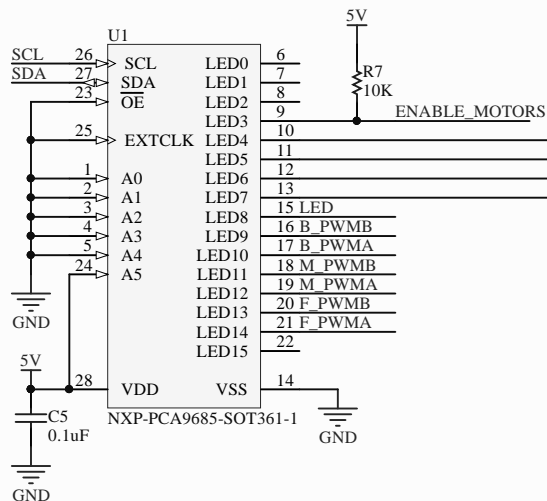 U1
5V
SCL 26 SCL LED0 6
SDA 27 SDA LED1 7
R7
23 OE LED2 8
10K
LED3 9 ENABLE_MOTORS
25 EXTCLK LED4 10
LED5 11
1 A0 LED6 12
2 A1 LED7 13
3 A2 LED8 15 LED
4 A3 LED9 16 B_PWMB
5 A4 LED10 17 B_PWMA
24 A5 LED11 18 M_PWMB
LED12 19 M_PWMA
GND LED13 20 F_PWMB
LED14 21 F_PWMA
LED15 22
5V
28 VDD VSS 14
C5 NXP-PCA9685-SOT361-1
0.1uF GND
GND